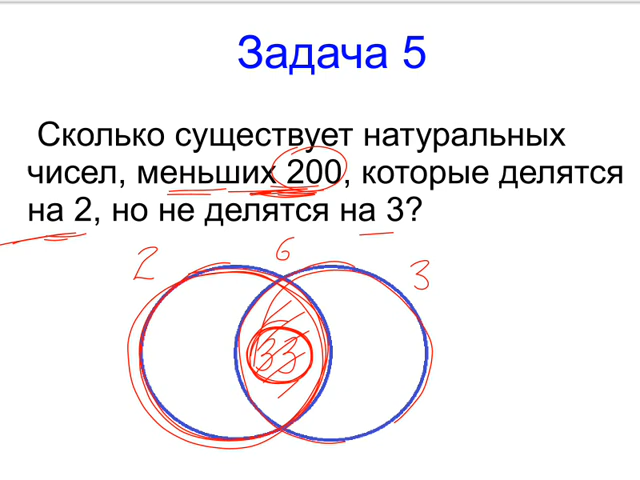 Задача 5
Сколько существует натуральных
чисел, меньших 200, которые делятся
на 2, но не делятся на 3?
2 6 3
33